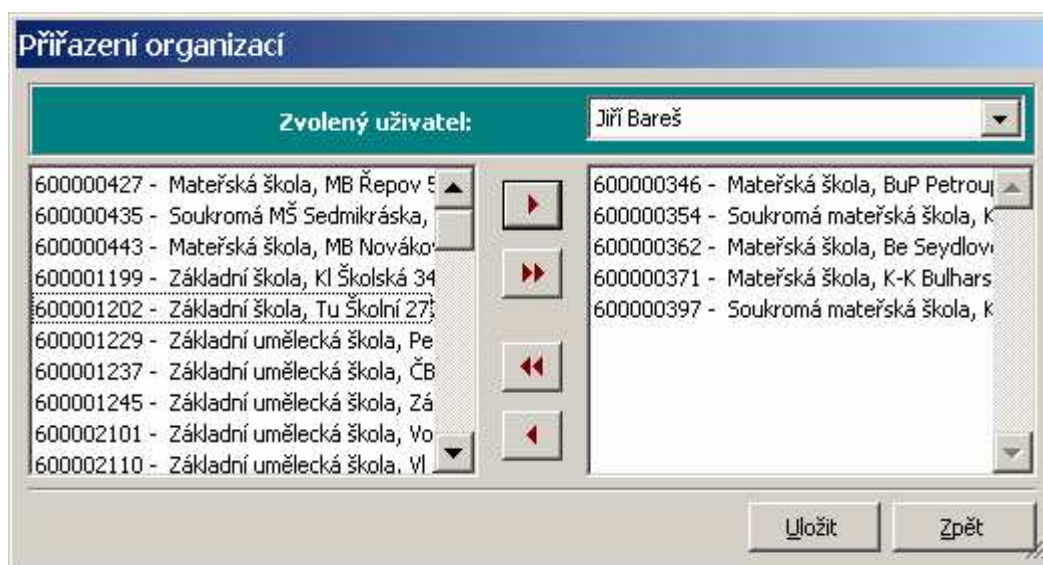 Přiřazení organizací
Zvolený uživatel:
Jiří Bareš
600000427 - Mateřská škola, MB Řepov
600000435 - Soukromá MŠ Sedmikráska,
600000443 - Mateřská škola, MB Novákov
600001199 - Základní škola, Kl Školská 34
600001202 - Základní škola, Tu Školní 27
600001229 - Základní umělecká škola, Pe
600001237 - Základní umělecká škola, ČB
600001245 - Základní umělecká škola, Zá
600002101 - Základní umělecká škola, Vo
600002110 - Základní umělecká škola, Vl
600000346 - Mateřská škola, BuP Petrou
600000354 - Soukromá mateřská škola, K
600000362 - Mateřská škola, Be Seydlov
600000371 - Mateřská škola, K-K Bulhars
600000397 - Soukromá mateřská škola, K
Uložit
Zpět